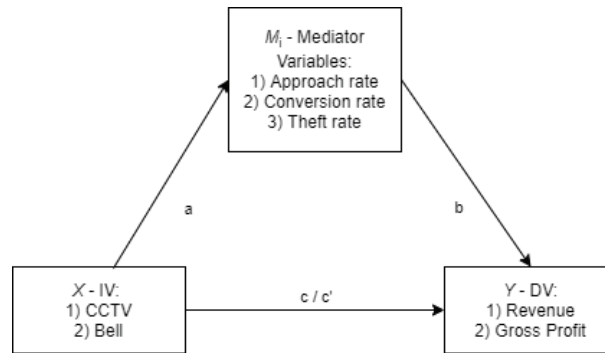 Mi - Mediator
Variables:
1) Approach rate
2) Conversion rate
3) Theft rate
a
b
X - IV:
1) CCTV
2) Bell
c / c'
Y - DV:
1) Revenue
2) Gross Profit